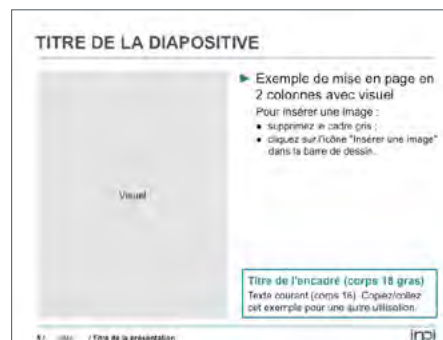 TITRE DE LA DIAPOSITIVE
Visuel
► Exemple de mise en page en
2 colonnes avec visuel
Pour insérer une image :
• supprimez le cadre gris ;
• cliquez sur l'icône "Insérer une image"
dans la barre de dessin.
Titre de l'encadré (corps 18 gras)
Texte courant (corps 16). Copiez/collez
cet exemple pour une autre utilisation.
/ Titre de la présentation
inpi